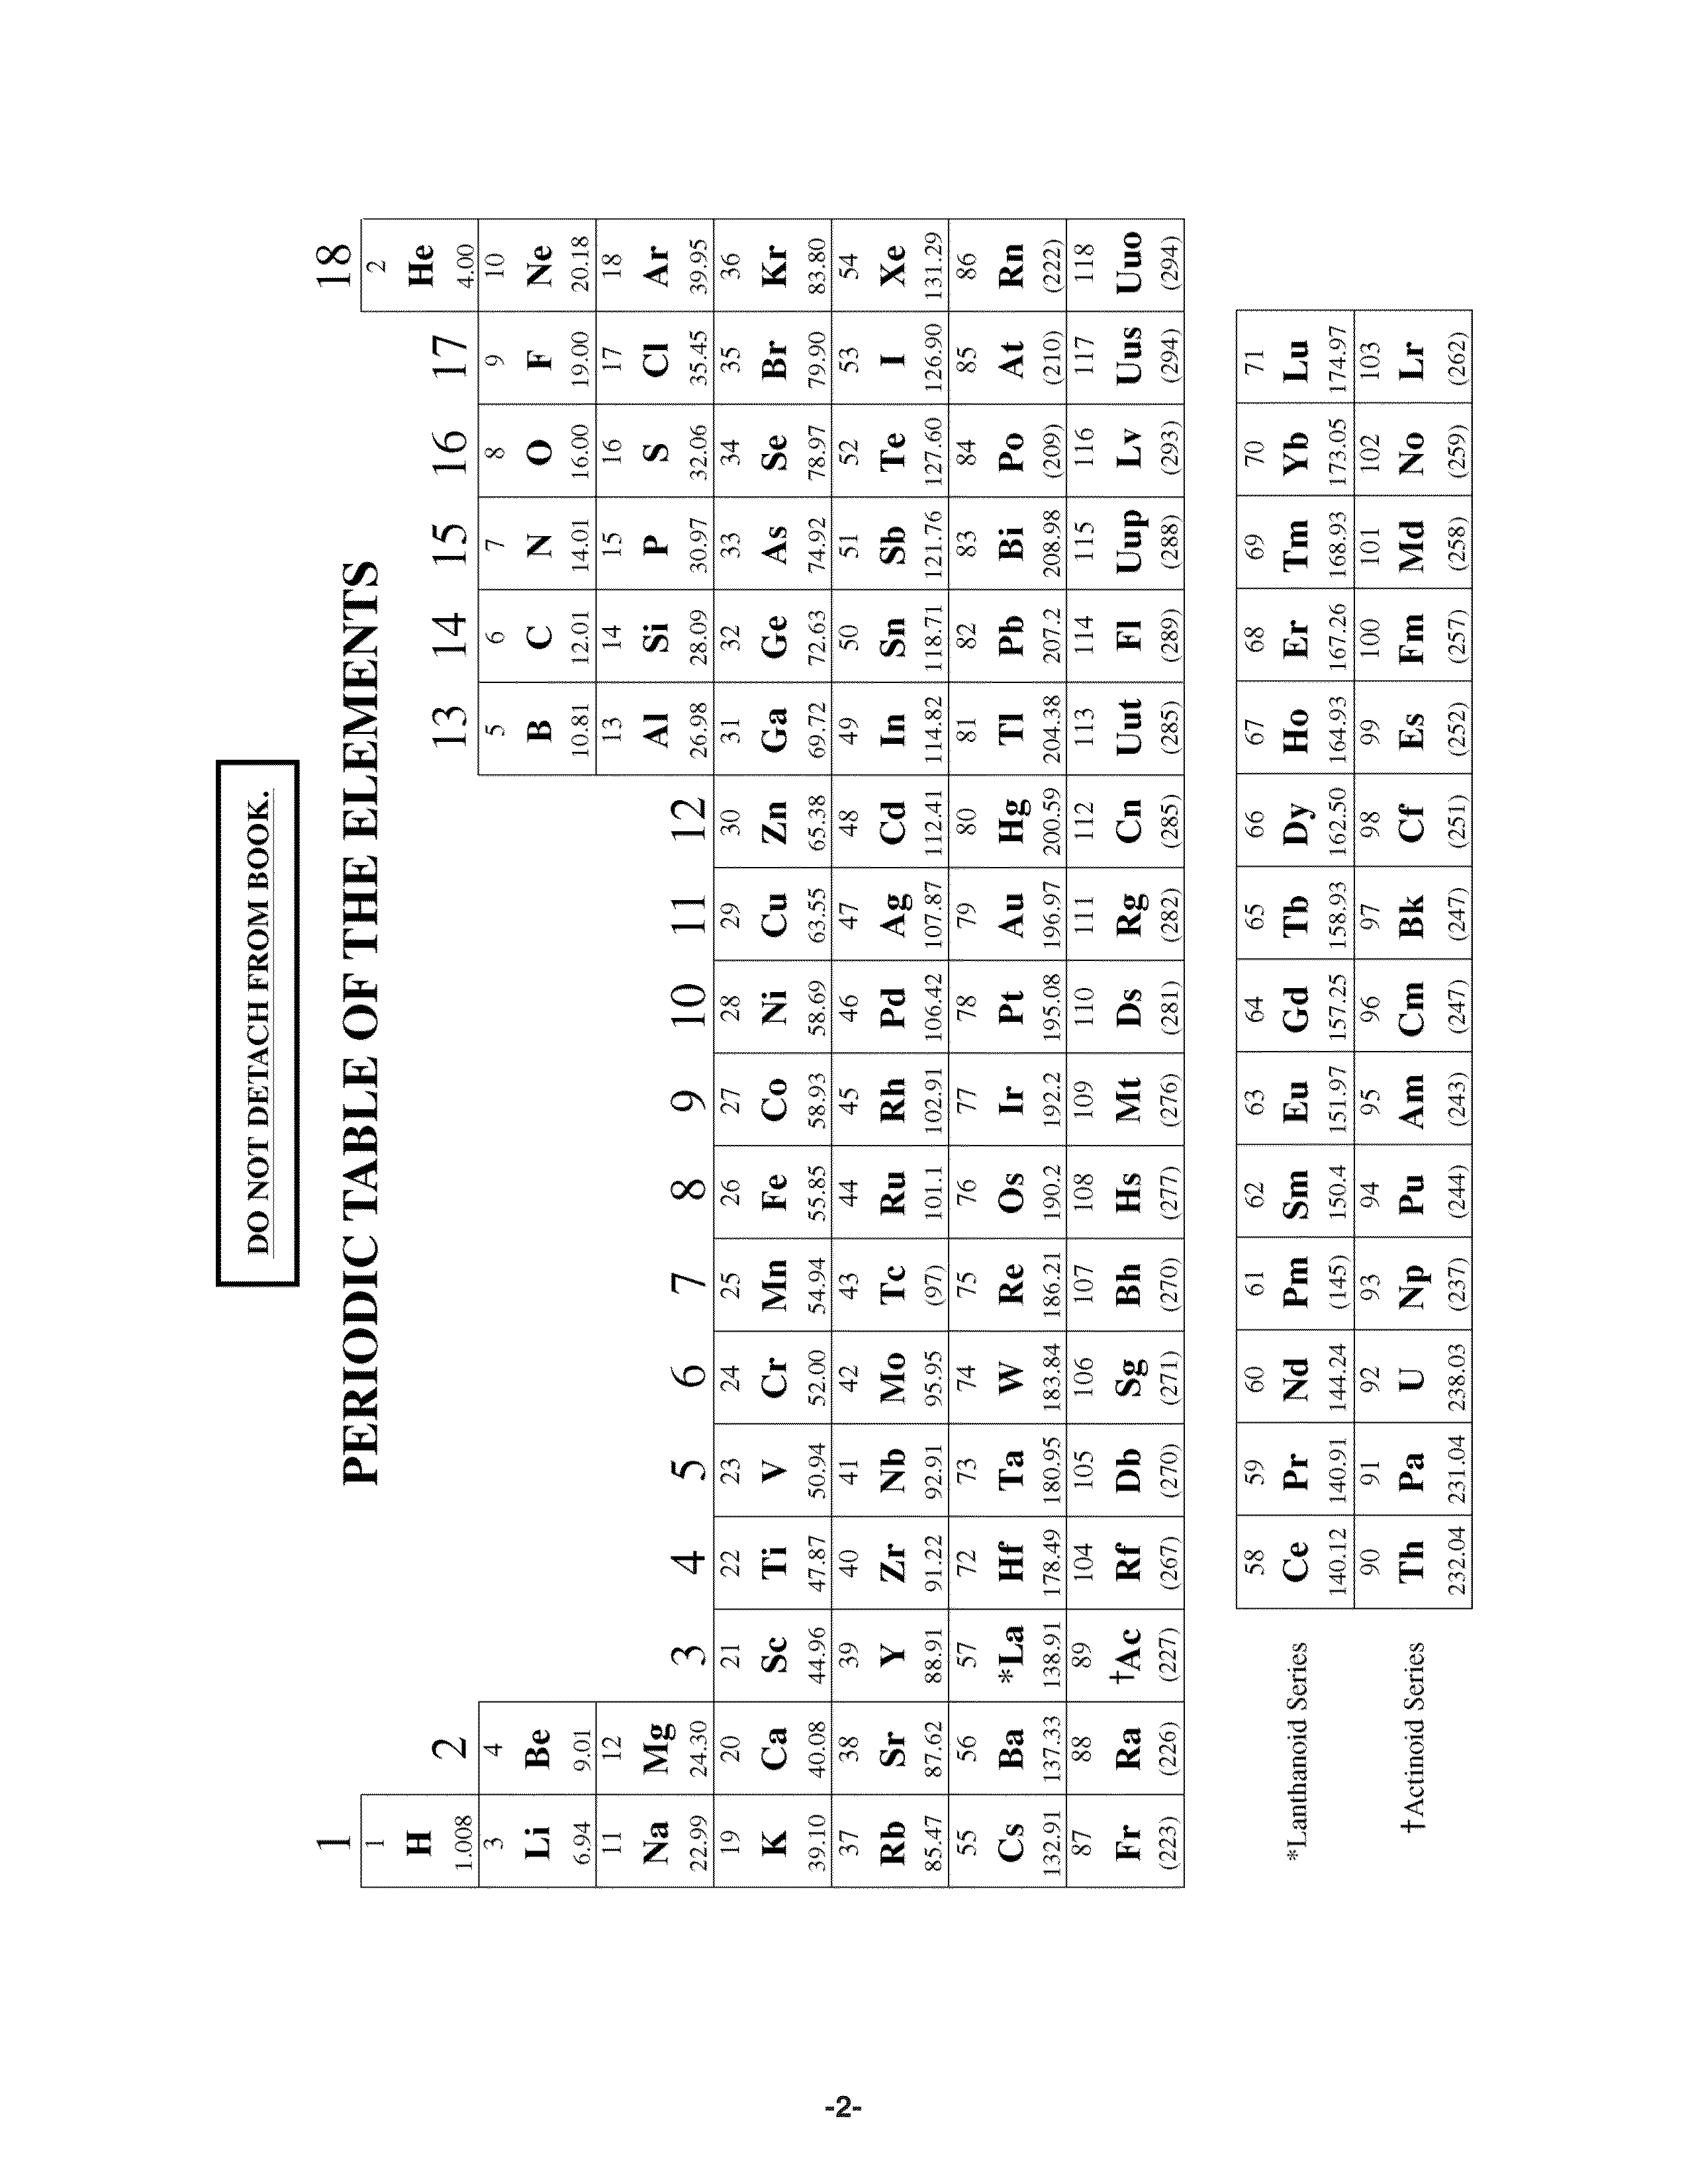 DO NOT DETACH FROM BOOK.
PERIODIC TABLE OF THE ELEMENTS
1 18
1 2
H He
1.008 2 13 14 15 16 17 4.00
3 4 5 6 7 8 9 10
Li Be B C N O F Ne
6.94 9.01 10.81 12.01 14.01 16.00 19.00 20.18
11 12 13 14 15 16 17 18
Na Mg Al Si P S Cl Ar
22.99 24.30 3 4 5 6 7 8 9 10 11 12 26.98 28.09 30.97 32.06 35.45 39.95
19 20 21 22 23 24 25 26 27 28 29 30 31 32 33 34 35 36
K Ca Sc Ti V Cr Mn Fe Co Ni Cu Zn Ga Ge As Se Br Kr
39.10 40.08 44.96 47.87 50.94 52.00 54.94 55.85 58.93 58.69 63.55 65.38 69.72 72.63 74.92 78.97 79.90 83.80
37 38 39 40 41 42 43 44 45 46 47 48 49 50 51 52 53 54
Rb Sr Y Zr Nb Mo Tc Ru Rh Pd Ag Cd In Sn Sb Te I Xe
85.47 87.62 88.91 91.22 92.91 95.95 (97) 101.1 102.91 106.42 107.87 112.41 114.82 118.71 121.76 127.60 126.90 131.29
55 56 57 72 73 74 75 76 77 78 79 80 81 82 83 84 85 86
Cs Ba *La Hf Ta W Re Os Ir Pt Au Hg Tl Pb Bi Po At Rn
132.91 137.33 138.91 178.49 180.95 183.84 186.21 190.2 192.2 195.08 196.97 200.59 204.38 207.2 208.98 (209) (210) (222)
87 88 89 104 105 106 107 108 109 110 111 112 113 114 115 116 117 118
Fr Ra †Ac Rf Db Sg Bh Hs Mt Ds Rg Cn Uut Fl Uup Lv Uus Uuo
(223) (226) (227) (267) (270) (271) (270) (277) (276) (281) (282) (285) (285) (289) (288) (293) (294) (294)
58 59 60 61 62 63 64 65 66 67 68 69 70 71
*Lanthanoid Series Ce Pr Nd Pm Sm Eu Gd Tb Dy Ho Er Tm Yb Lu
140.12 140.91 144.24 (145) 150.4 151.97 157.25 158.93 162.50 164.93 167.26 168.93 173.05 174.97
90 91 92 93 94 95 96 97 98 99 100 101 102 103
†Actinoid Series Th Pa U Np Pu Am Cm Bk Cf Es Fm Md No Lr
232.04 231.04 238.03 (237) (244) (243) (247) (247) (251) (252) (257) (258) (259) (262)
-2-